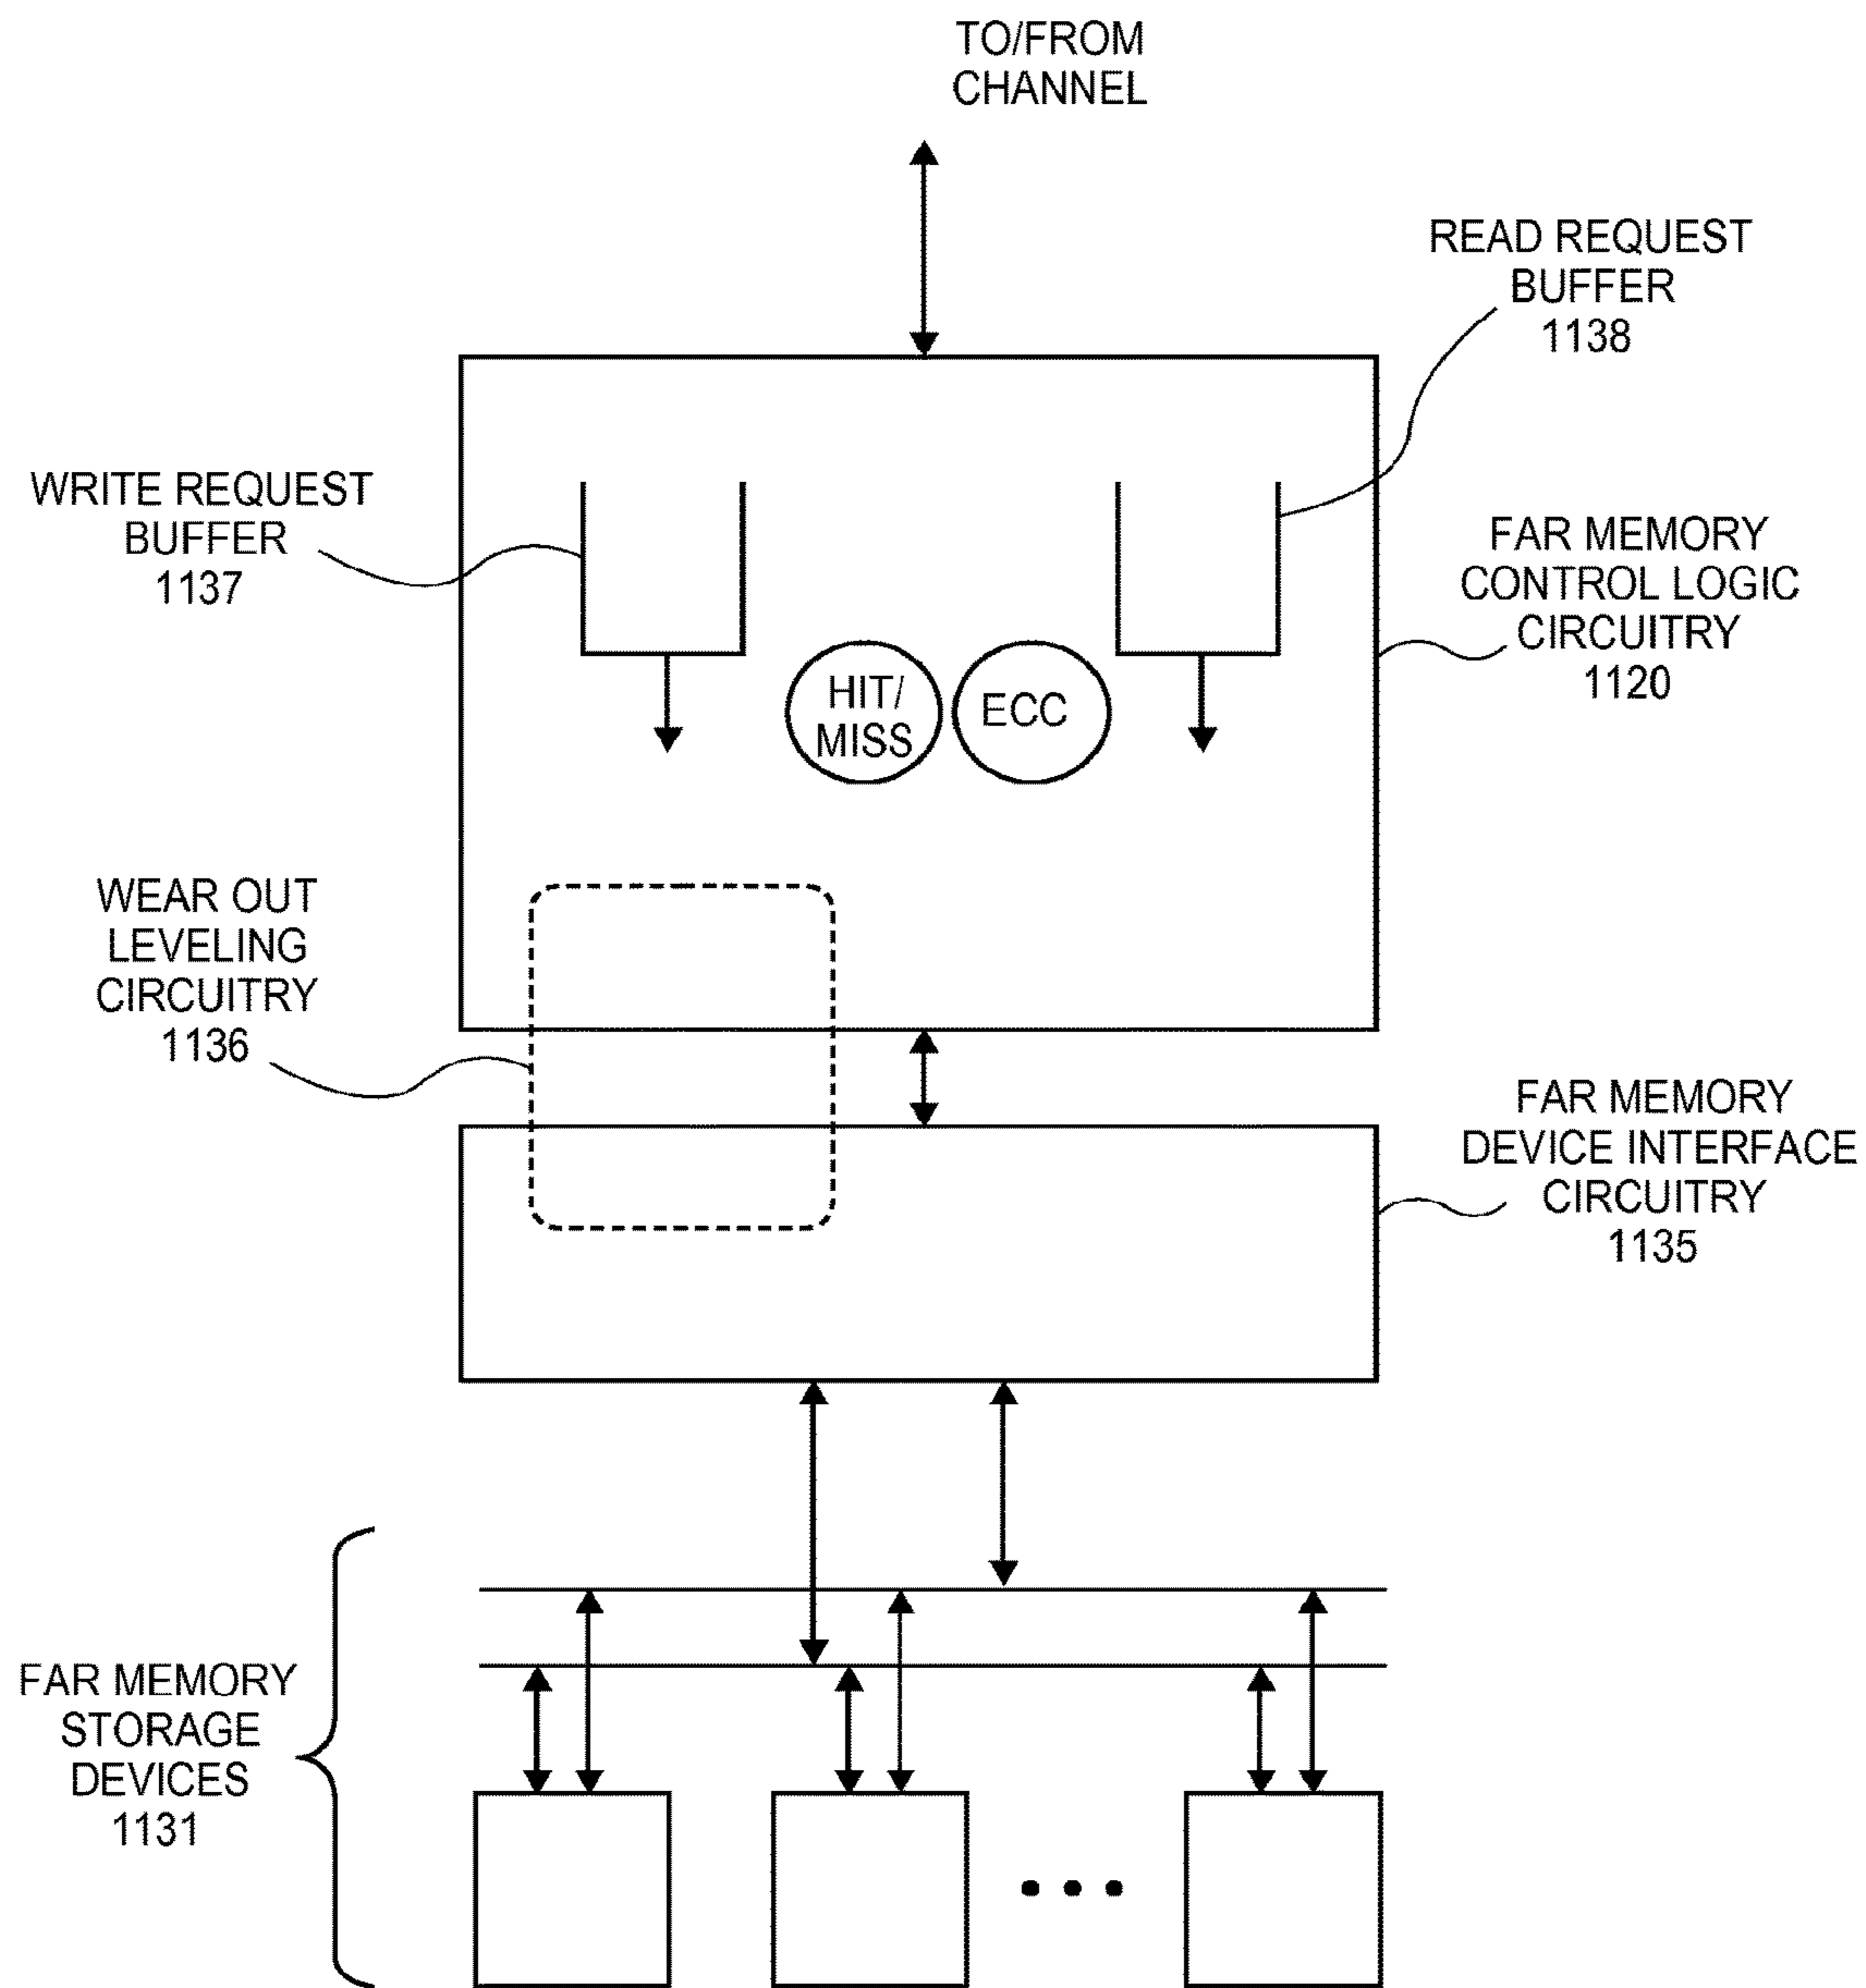 TO/FROM
CHANNEL
READ REQUEST
BUFFER
1138
WRITE REQUEST
BUFFER
1137
FAR MEMORY
CONTROL LOGIC
CIRCUITRY
1120
HIT/
MISS
ECC
WEAR OUT
LEVELING
CIRCUITRY
1136
FAR MEMORY
DEVICE INTERFACE
CIRCUITRY
1135
FAR MEMORY
STORAGE
DEVICES
1131